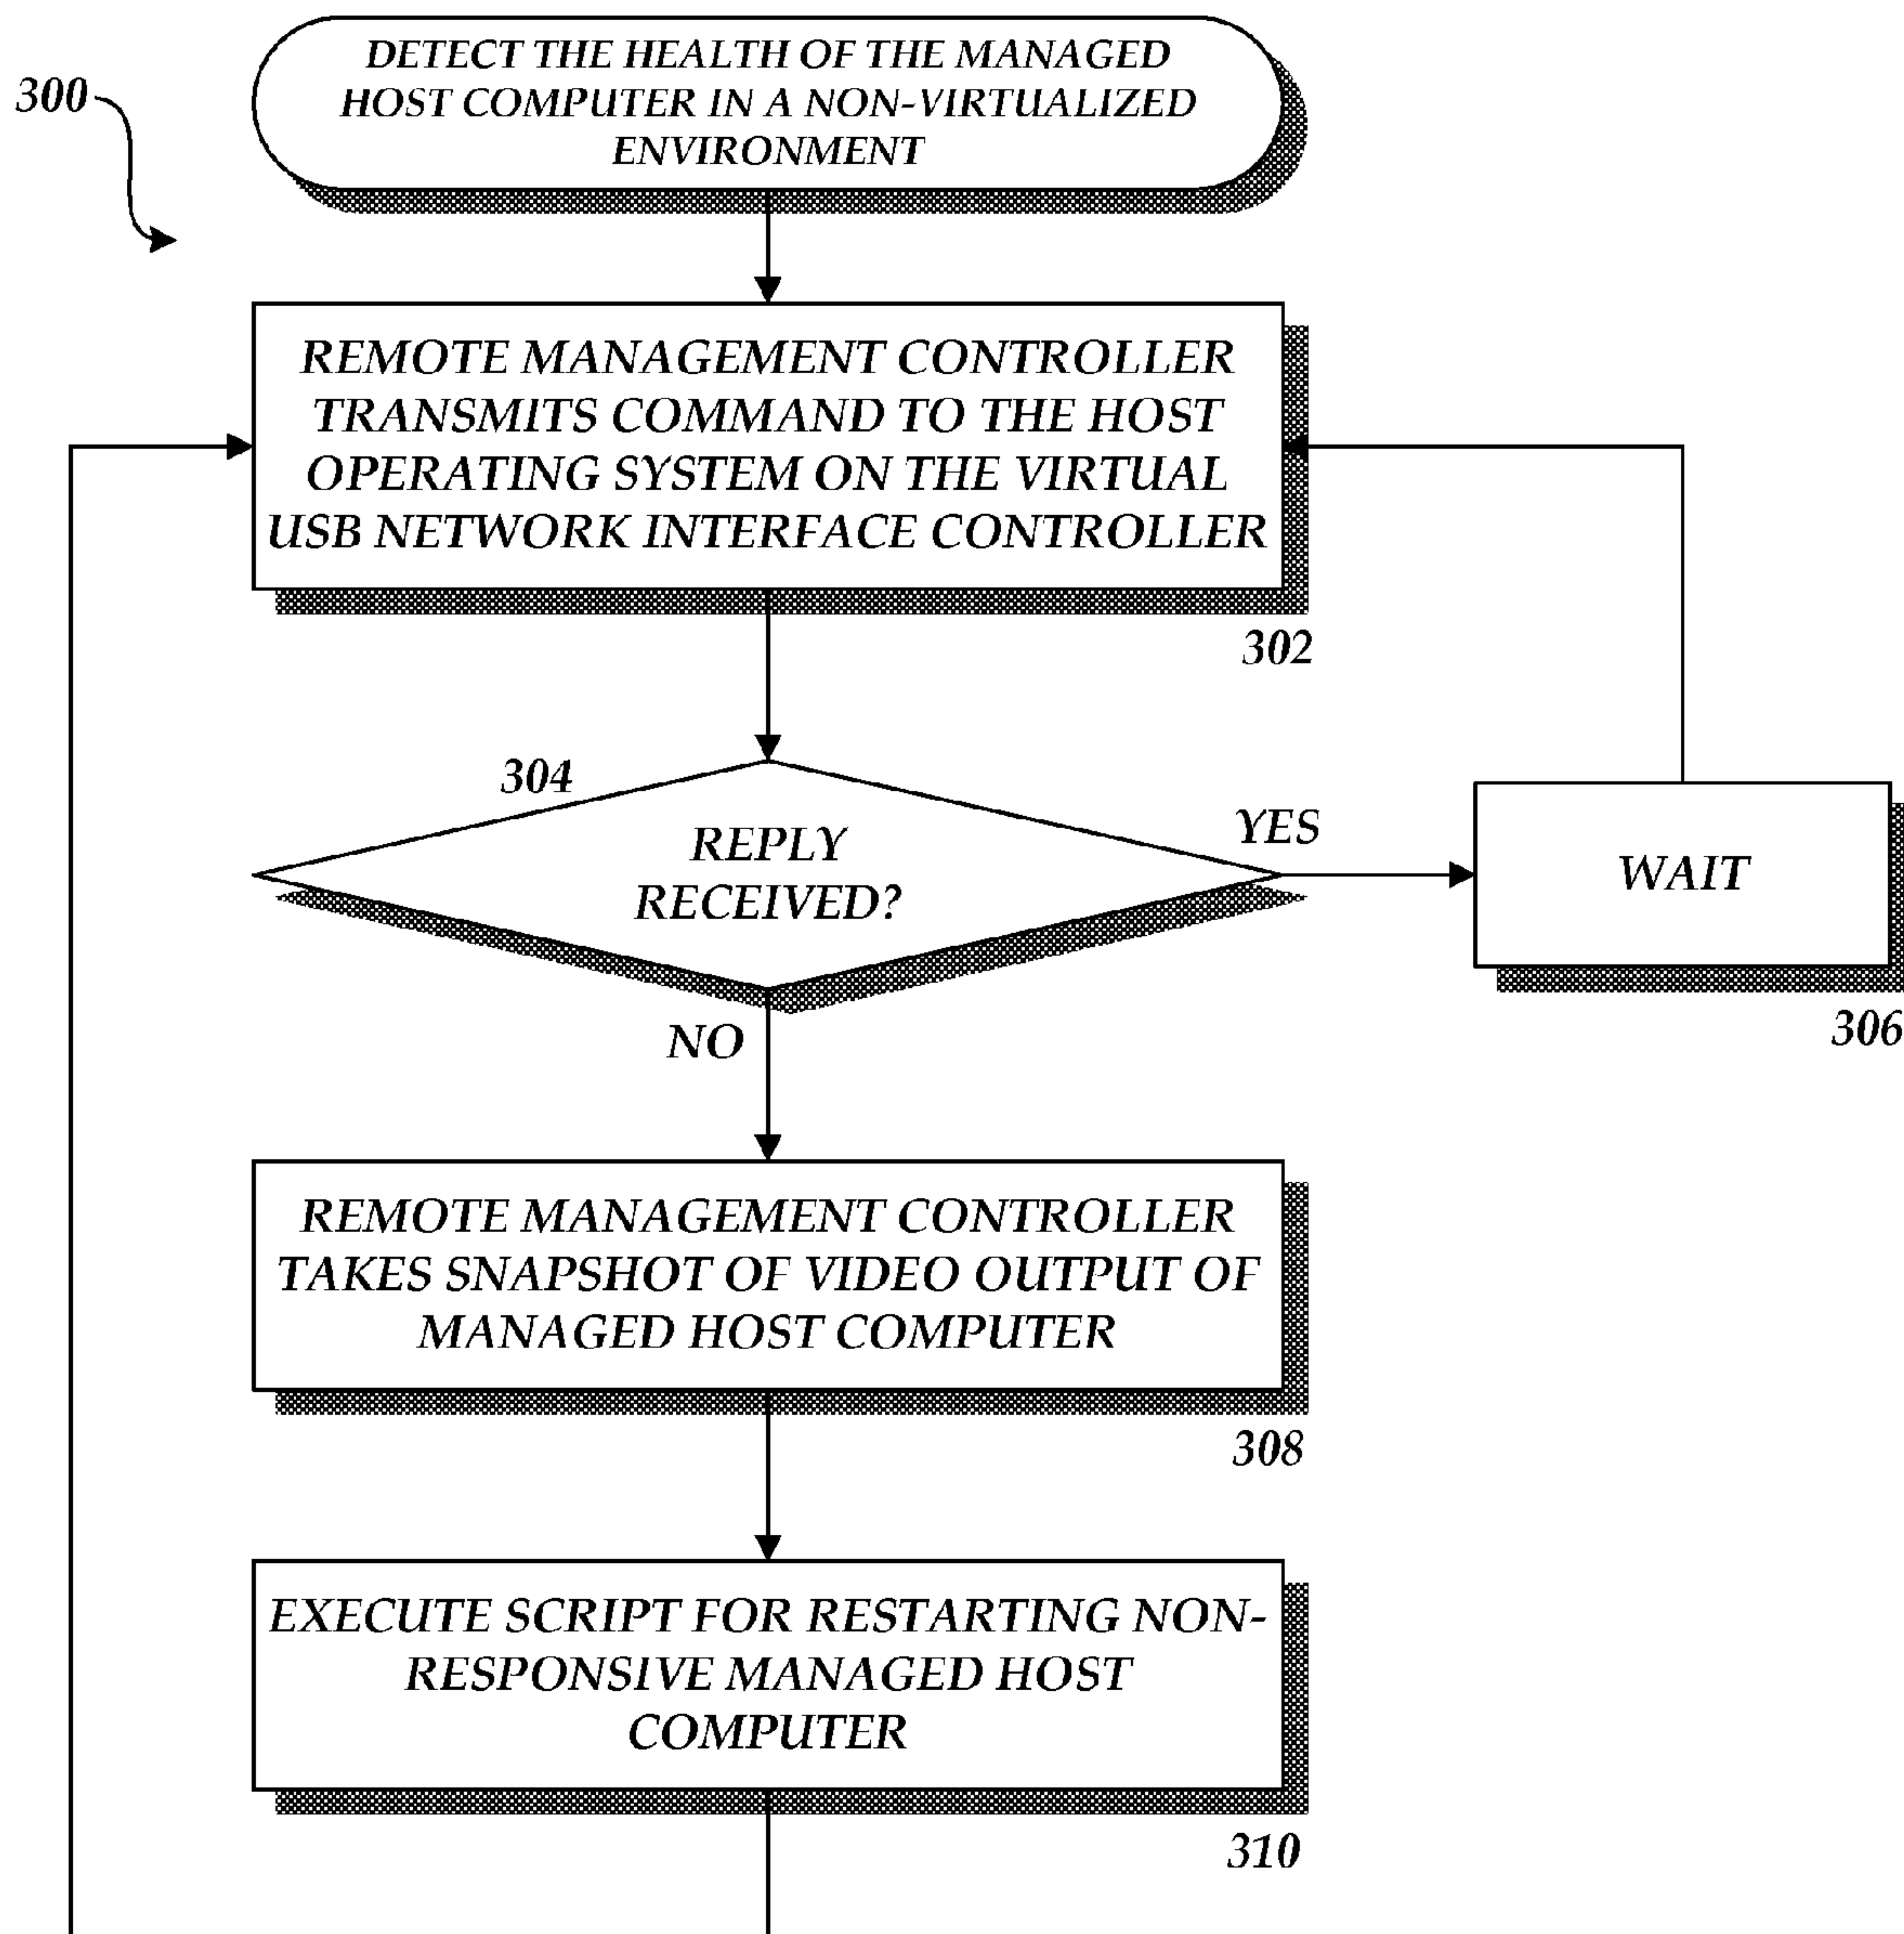 300
DETECT THE HEALTH OF THE MANAGED
HOST COMPUTER IN A NON-VIRTUALIZED
ENVIRONMENT
REMOTE MANAGEMENT CONTROLLER
TRANSMITS COMMAND TO THE HOST
OPERATING SYSTEM ON THE VIRTUAL
USB NETWORK INTERFACE CONTROLLER
302
304
REPLY
RECEIVED?
YES
WAIT
306
NO
REMOTE MANAGEMENT CONTROLLER
TAKES SNAPSHOT OF VIDEO OUTPUT OF
MANAGED HOST COMPUTER
308
EXECUTE SCRIPT FOR RESTARTING NON-
RESPONSIVE MANAGED HOST
COMPUTER
310